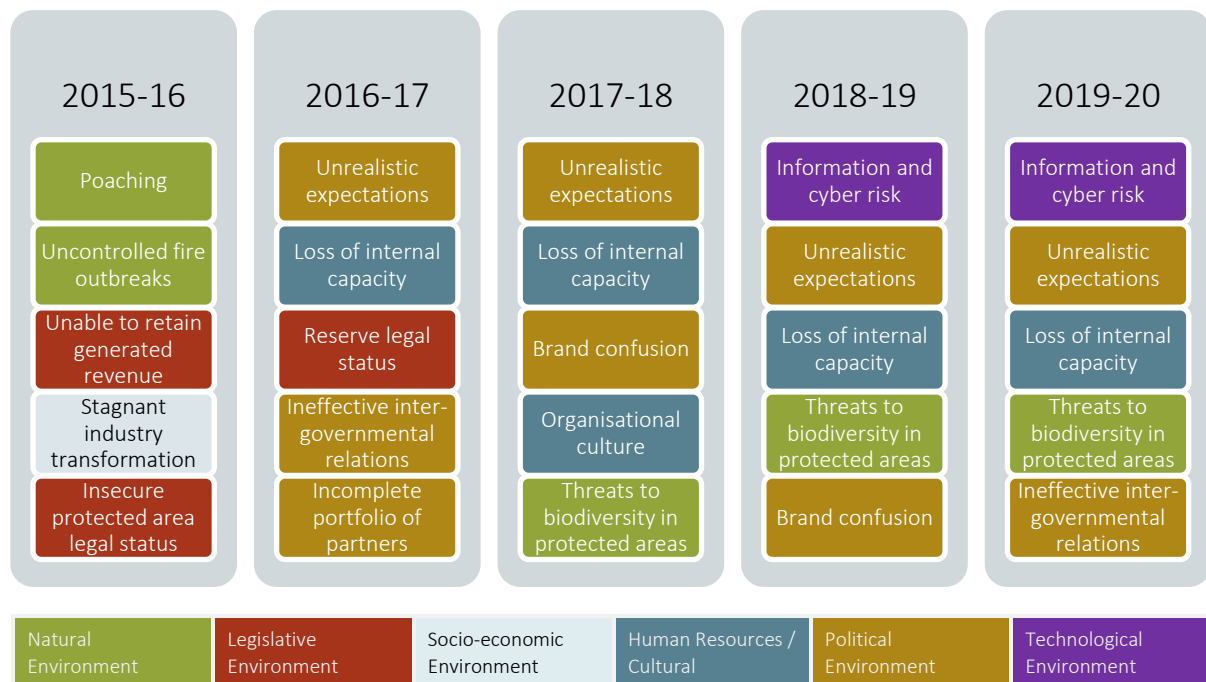 2015-16
Poaching
Uncontrolled fire
outbreaks
Unable to retain
generated
revenue
Stagnant
industry
transformation
Insecure
protected area
legal status
2016-17
Unrealistic
expectations
Loss of internal
capacity
Reserve legal
status
Ineffective inter-
governmental
relations
Incomplete
portfolio of
partners
2017-18
Unrealistic
expectations
Loss of internal
capacity
Brand confusion
Organisational
culture
Threats to
biodiversity in
protected areas
2018-19
Information and
cyber risk
Unrealistic
expectations
Loss of internal
capacity
Threats to
biodiversity in
protected areas
Brand confusion
2019-20
Information and
cyber risk
Unrealistic
expectations
Loss of internal
capacity
Threats to
biodiversity in
protected areas
Ineffective inter-
governmental
relations
Natural
Environment
Legislative
Environment
Socio-economic
Environment
Human Resources /
Cultural
Political
Environment
Technological
Environment